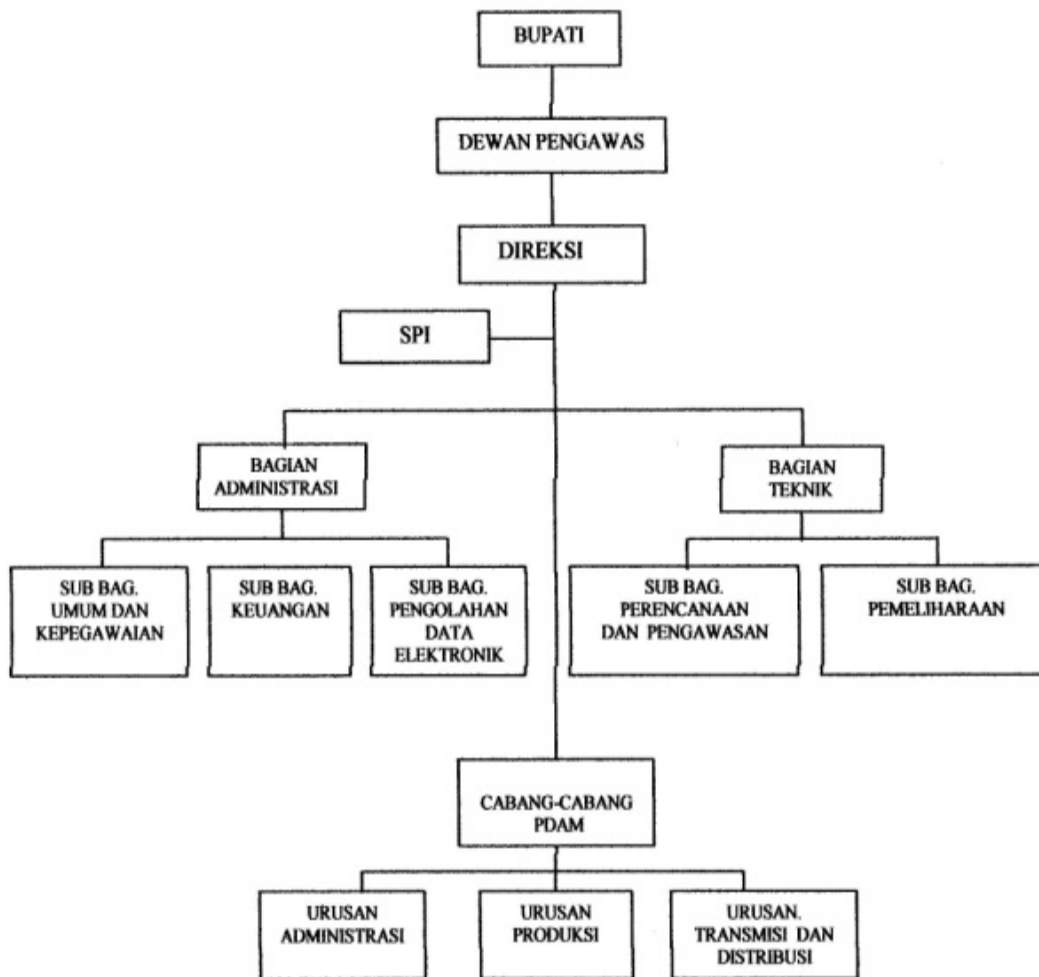 BUPATI
DEWAN PENGAWAS
DIREKSI
SPI
BAGIAN
ADMINISTRASI
BAGIAN
TEKNIK
SUB BAG.
UMUM DAN
KEPEGAWAIAN
SUB BAG.
KEUANGAN
SUB BAG.
PENGOLAHAN
DATA
ELEKTRONIK
SUB BAG.
PERENCANAAN
DAN PENGAWASAN
SUB BAG.
PEMELIHARAAN
CABANG-CABANG
PDAM
URUSAN
ADMINISTRASI
URUSAN
PRODUKSI
URUSAN.
TRANSMISI DAN
DISTRIBUSI